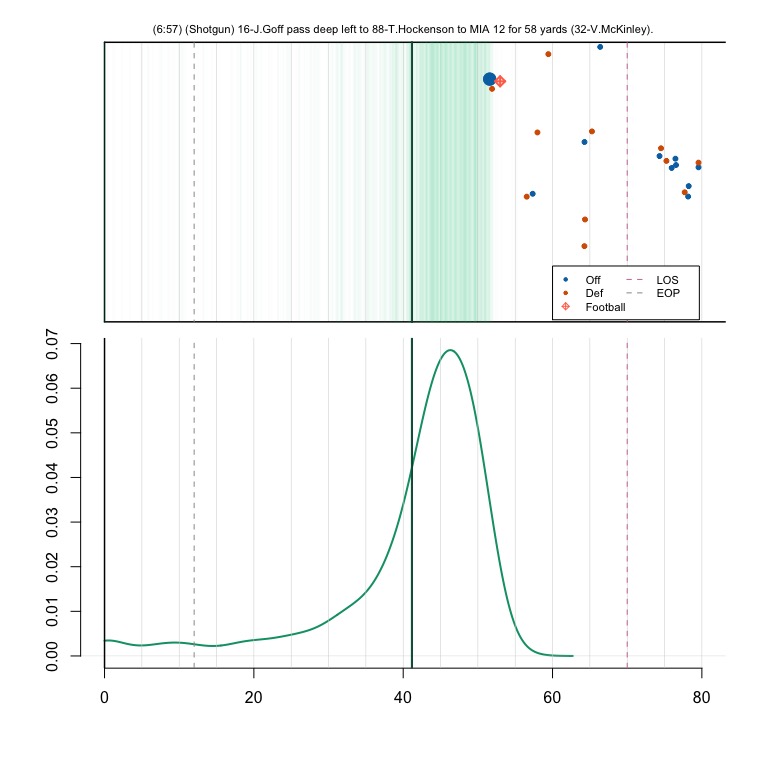 (6:57) (Shotgun) 16-J.Goff pass deep left to 88-T.Hockenson to MIA 12 for 58 yards (32-V.McKinley).
Off LOS
Def EOP
Football
0.07
0.06
0.05
0.04
0.03
0.02
0.01
0.00
0 20 40 60 80